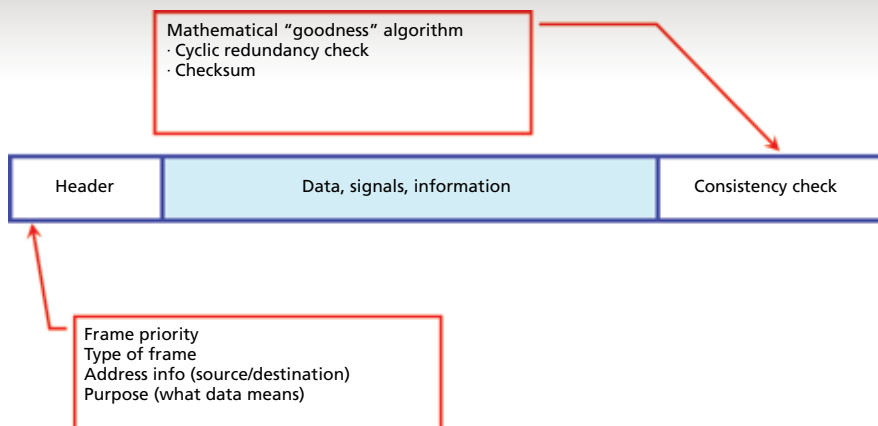 Mathematical “goodness” algorithm
· Cyclic redundancy check
· Checksum
Header
Data, signals, information
Consistency check
Frame priority
Type of frame
Address info (source/destination)
Purpose (what data means)